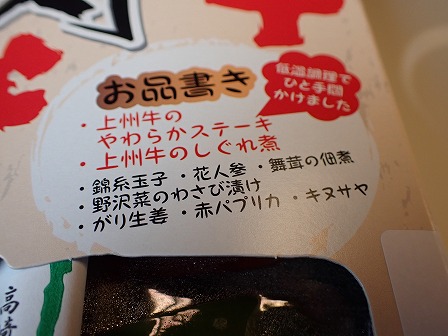 お品書き
低温調理で
ひと手間
かけました
・上州牛の
やわらかステーキ
・上州牛のしぐれ煮
・錦糸玉子 ・花人参 ・舞茸の佃煮
・野沢菜のわさび漬け
・がり生姜 ・赤パプリカ ・キヌサヤ
高崎